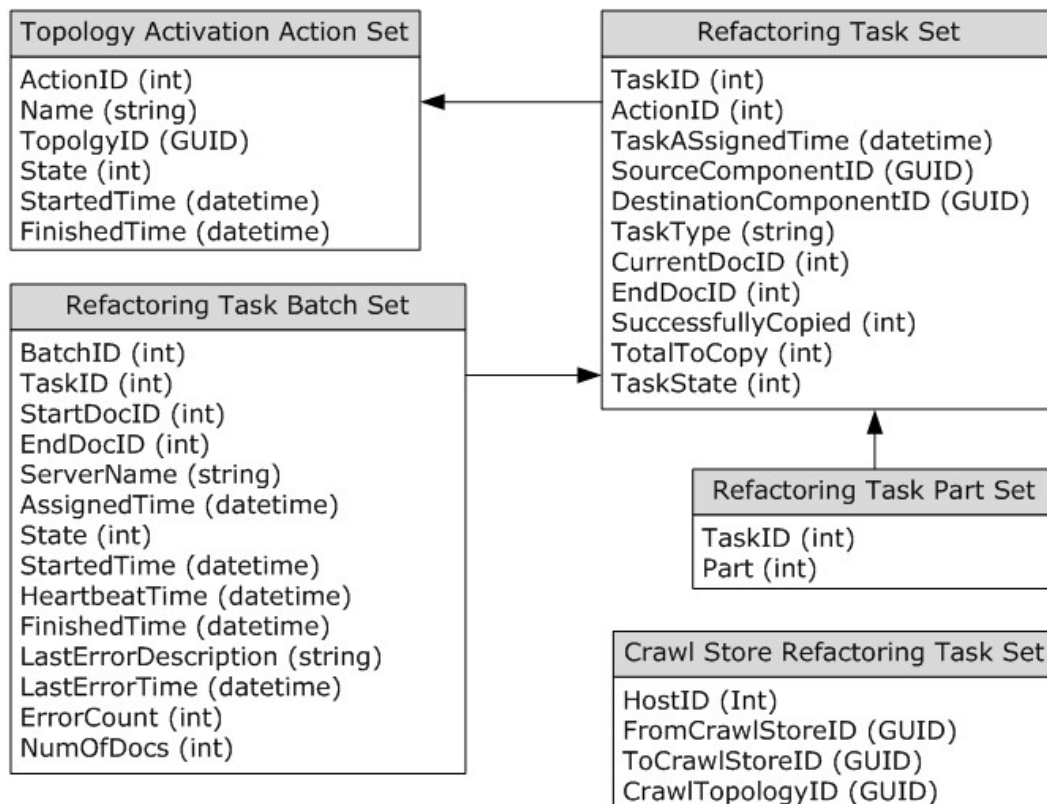 Topology Activation Action Set
ActionID (int)
Name (string)
TopolgyID (GUID)
State (int)
StartedTime (datetime)
FinishedTime (datetime)
Refactoring Task Set
TaskID (int)
ActionID (int)
TaskASsignedTime (datetime)
SourceComponentID (GUID)
DestinationComponentID (GUID)
TaskType (string)
CurrentDocID (int)
EndDocID (int)
SuccessfullyCopied (int)
TotalToCopy (int)
TaskState (int)
Refactoring Task Batch Set
BatchID (int)
TaskID (int)
StartDocID (int)
EndDocID (int)
ServerName (string)
AssignedTime (datetime)
State (int)
StartedTime (datetime)
HeartbeatTime (datetime)
FinishedTime (datetime)
LastErrorDescription (string)
LastErrorTime (datetime)
ErrorCount (int)
NumOfDocs (int)
Refactoring Task Part Set
TaskID (int)
Part (int)
Crawl Store Refactoring Task Set
HostID (Int)
FromCrawlStoreID (GUID)
ToCrawlStoreID (GUID)
CrawlTopologyID (GUID)